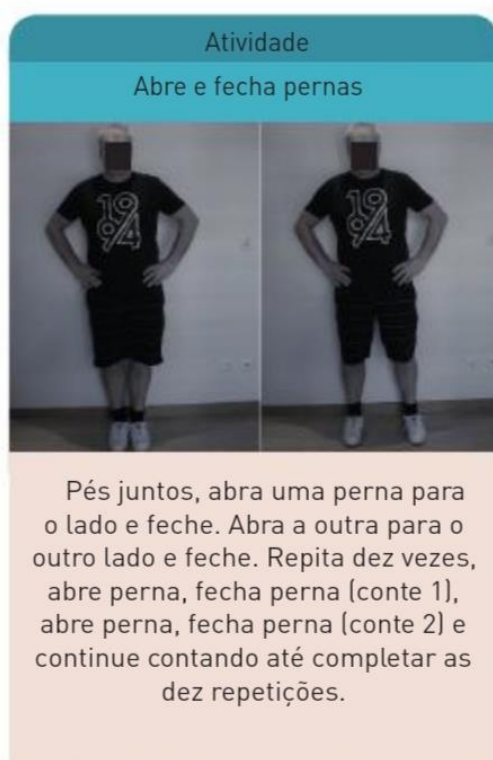 Atividade
Abre e fecha pernas
19
94
19
94
Pés juntos, abra uma perna para
o lado e feche. Abra a outra para o
outro lado e feche. Repita dez vezes,
abre perna, fecha perna (conte 1),
abre perna, fecha perna (conte 2) e
continue contando até completar as
dez repetições.